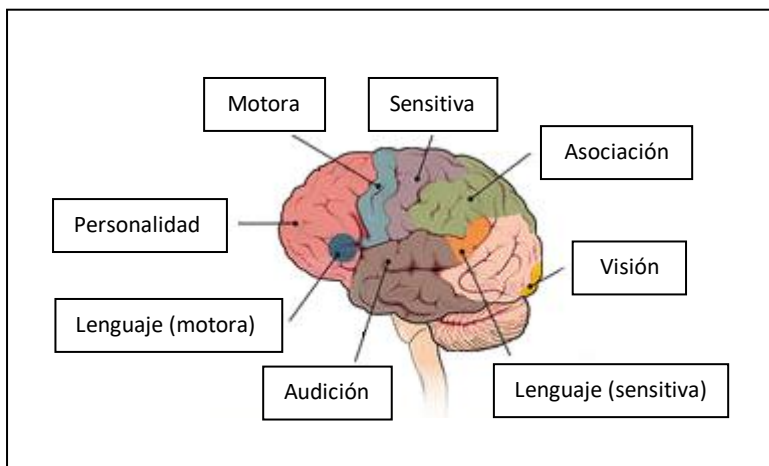 Motora
Sensitiva
Asociación
Personalidad
Visión
Lenguaje (motora)
Audición
Lenguaje (sensitiva)